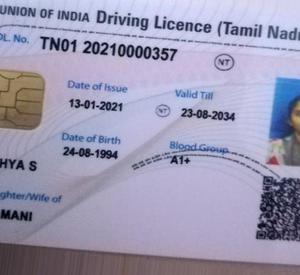 UNION OF INDIA Driving Licence (Tamil Nadu
DL. No. TN01 20210000357
NT
Date of Issue Valid Till
13-01-2021 23-08-2034 NT
Date of Birth Blood Group
24-08-1994 A1+
HYA S
ghter/Wife of
MANI